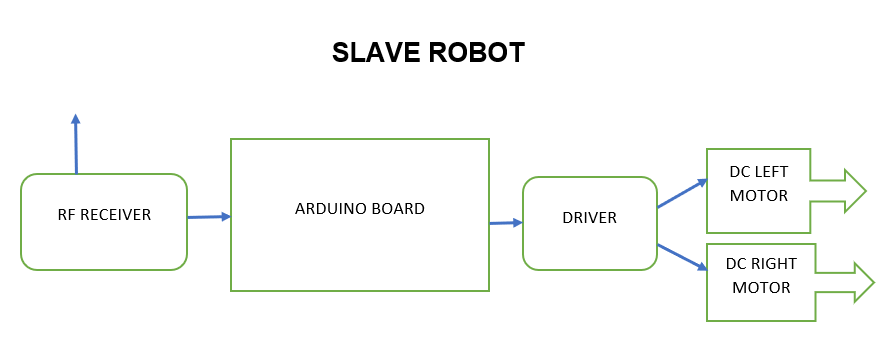 SLAVE ROBOT
RF RECEIVER
ARDUINO BOARD
DRIVER
DC LEFT
MOTOR
DC RIGHT
MOTOR